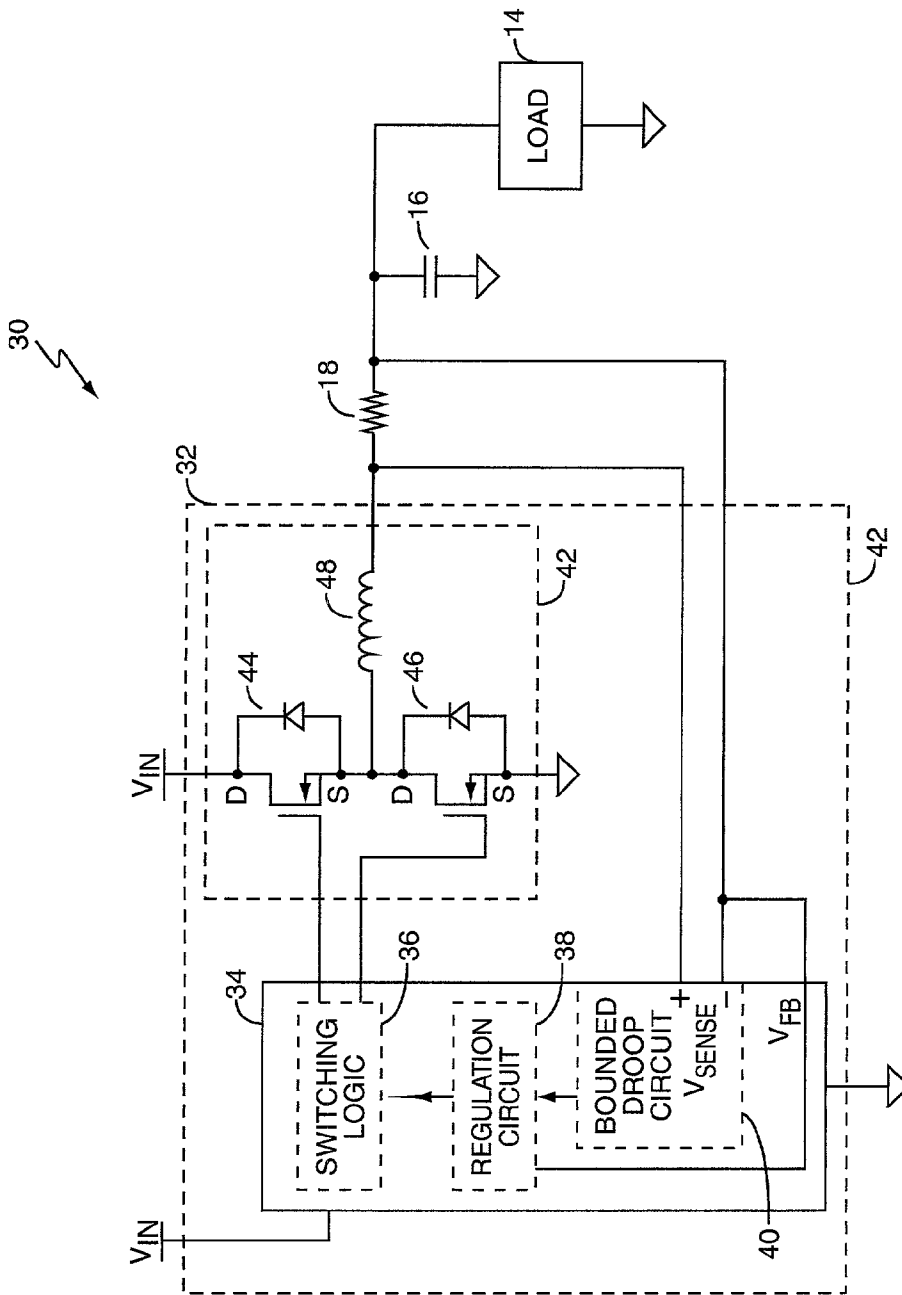 30
32
V_IN
V_IN
34
44
D
S
46
D
S
48
42
18
16
14
LOAD
36
SWITCHING
LOGIC
38
REGULATION
CIRCUIT
BOUNDED
DROOP
CIRCUIT
V_SENSE
+
−
V_FB
40
42